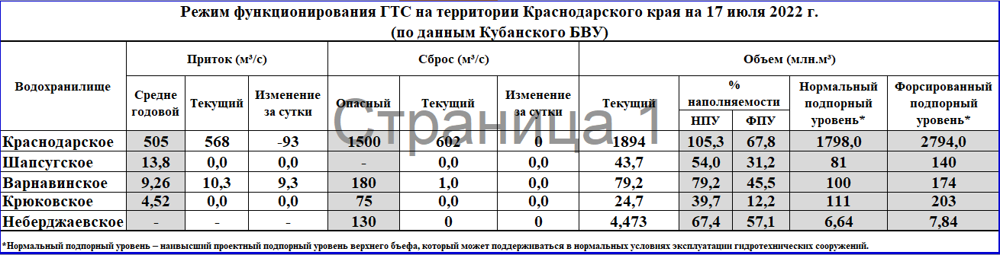 Режим функционирования ГТС на территории Краснодарского края на 17 июля 2022 г.
(по данным Кубанского БВУ)
Водохранилище Приток (м³/с) Сброс (м³/с) Объем (млн.м³)
Средне годовой Текущий Изменение за сутки Опасный Текущий Изменение за сутки Текущий % наполняемости Нормальный подпорный уровень* Форсированный подпорный уровень*
НПУ ФПУ
Страница 1
Краснодарское 505 568 -93 1500 602 0 1894 105,3 67,8 1798,0 2794,0
Шапсугское 13,8 0,0 0,0 - 0,0 0,0 43,7 54,0 31,2 81 140
Варнавинское 9,26 10,3 9,3 180 1,0 0,0 79,2 79,2 45,5 100 174
Крюковское 4,52 0,0 0,0 75 0,0 0,0 24,7 39,7 12,2 111 203
Неберджаевское - - - 130 0 0 4,473 67,4 57,1 6,64 7,84
*Нормальный подпорный уровень – наивысший проектный подпорный уровень верхнего бъефа, который может поддерживаться в нормальных условиях эксплуатации гидротехнических сооружений.